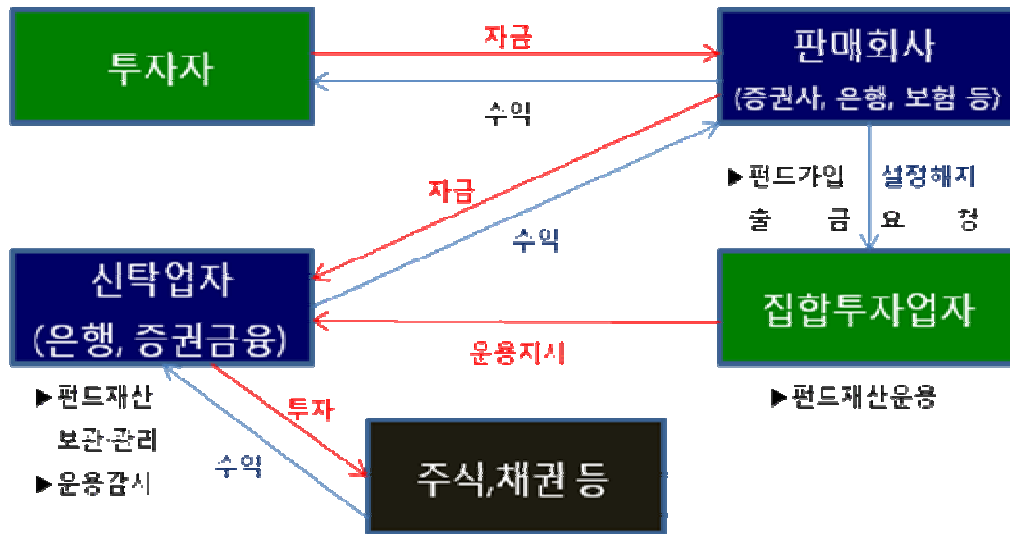 투자자
자금
수익
판매회사
(증권사, 은행, 보험 등)
자금
수익
▶펀드가입
설정해지
출 금 요 청
신탁업자
(은행, 증권금융)
운용지시
집합투자업자
▶펀드재산
보관·관리
▶운용감시
투자
수익
▶펀드재산운용
주식,채권 등